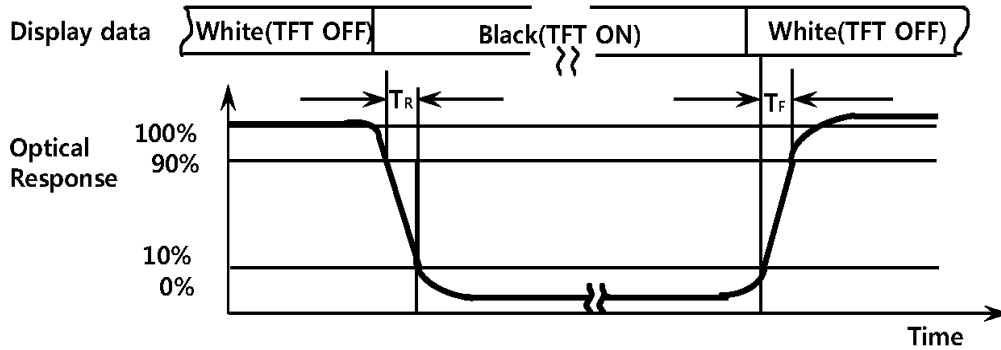 Display data
White(TFT OFF)
Black(TFT ON)
White(TFT OFF)
TR
TF
Optical
Response
100%
90%
10%
0%
Time